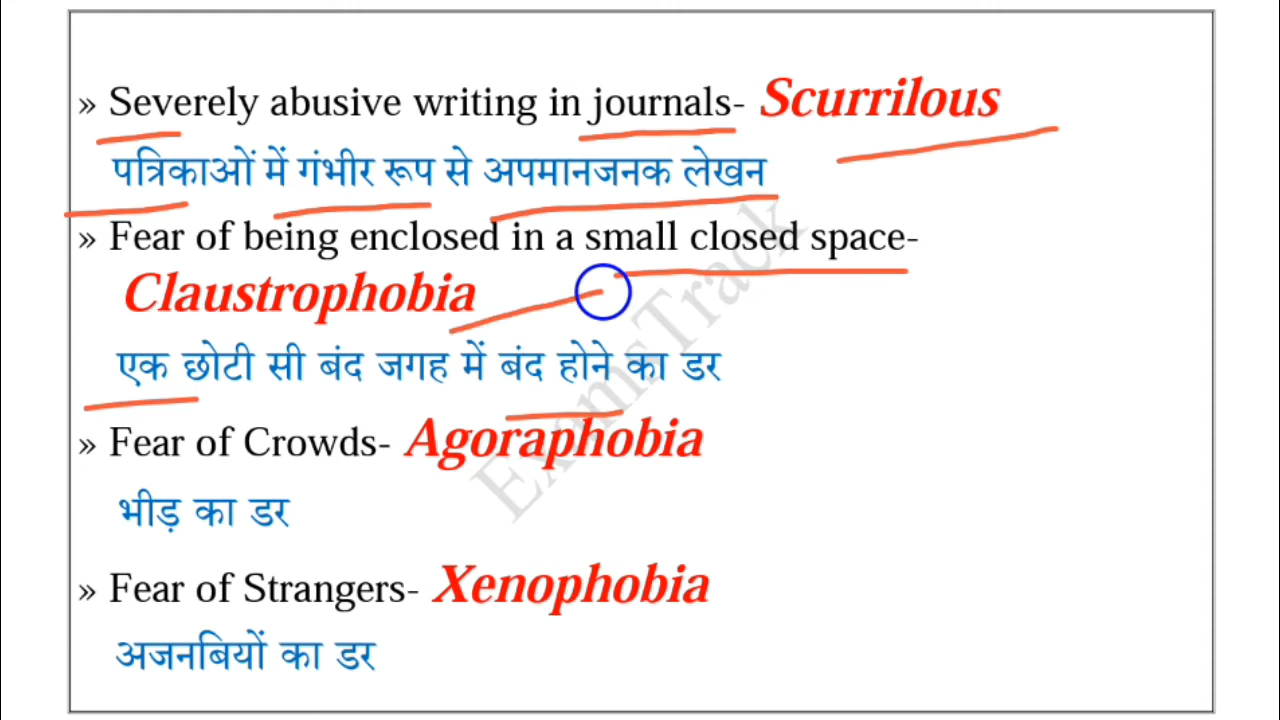 » Severely abusive writing in journals- Scurrilous
पत्रिकाओं में गंभीर रूप से अपमानजनक लेखन
» Fear of being enclosed in a small closed space-
Claustrophobia
एक छोटी सी बंद जगह में बंद होने का डर
» Fear of Crowds- Agoraphobia
भीड़ का डर
» Fear of Strangers- Xenophobia
अजनबियों का डर
ExamsTrack